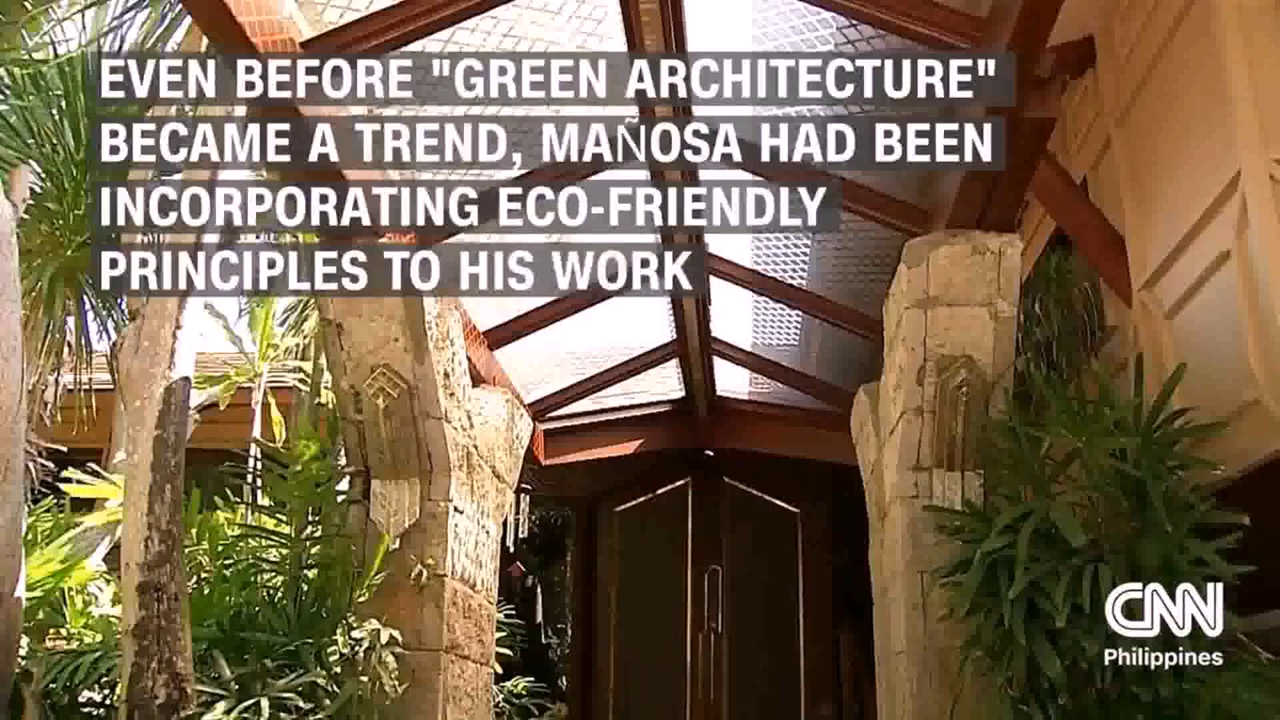 EVEN BEFORE "GREEN ARCHITECTURE"
BECAME A TREND, MAÑOSA HAD BEEN
INCORPORATING ECO-FRIENDLY
PRINCIPLES TO HIS WORK
CNN
Philippines